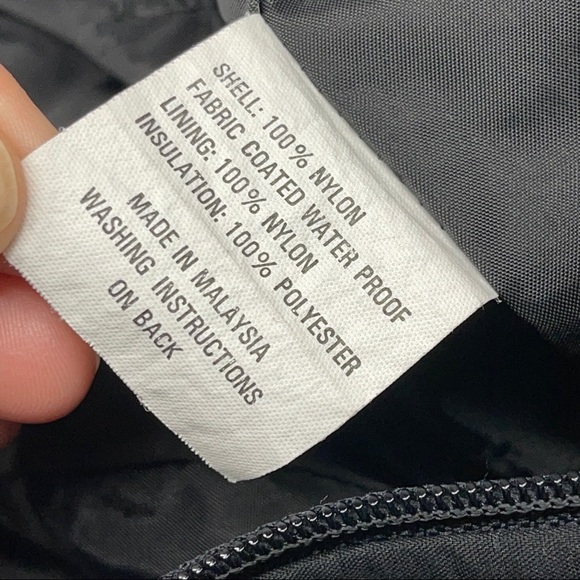 SHELL: 100% NYLON
FABRIC COATED WATER PROOF
LINING: 100% NYLON
INSULATION: 100% POLYESTER
MADE IN MALAYSIA
WASHING INSTRUCTIONS
ON BACK